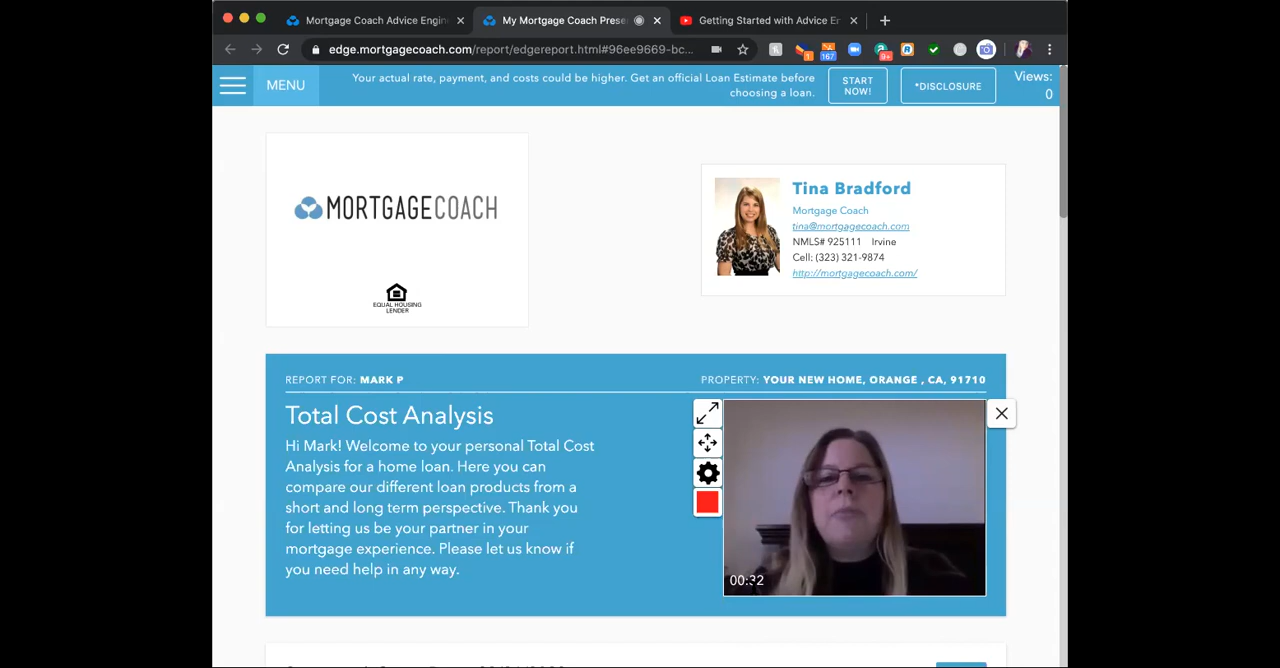 Mortgage Coach Advice Engin
My Mortgage Coach Prese
Getting Started with Advice E
edge.mortgagecoach.com/report/edgereport.html#96ee9669-bc...
1
167
9+
MENU
Your actual rate, payment, and costs could be higher. Get an official Loan Estimate before
choosing a loan.
START
NOW!
*DISCLOSURE
Views:
0
MORTGAGECOACH
EQUAL HOUSING
LENDER
Tina Bradford
Mortgage Coach
tina@mortgagecoach.com
NMLS# 925111 Irvine
Cell: (323) 321-9874
http://mortgagecoach.com/
REPORT FOR: MARK P
PROPERTY: YOUR NEW HOME, ORANGE , CA, 91710
Total Cost Analysis
Hi Mark! Welcome to your personal Total Cost
Analysis for a home loan. Here you can
compare our different loan products from a
short and long term perspective. Thank you
for letting us be your partner in your
mortgage experience. Please let us know if
you need help in any way.
00:32